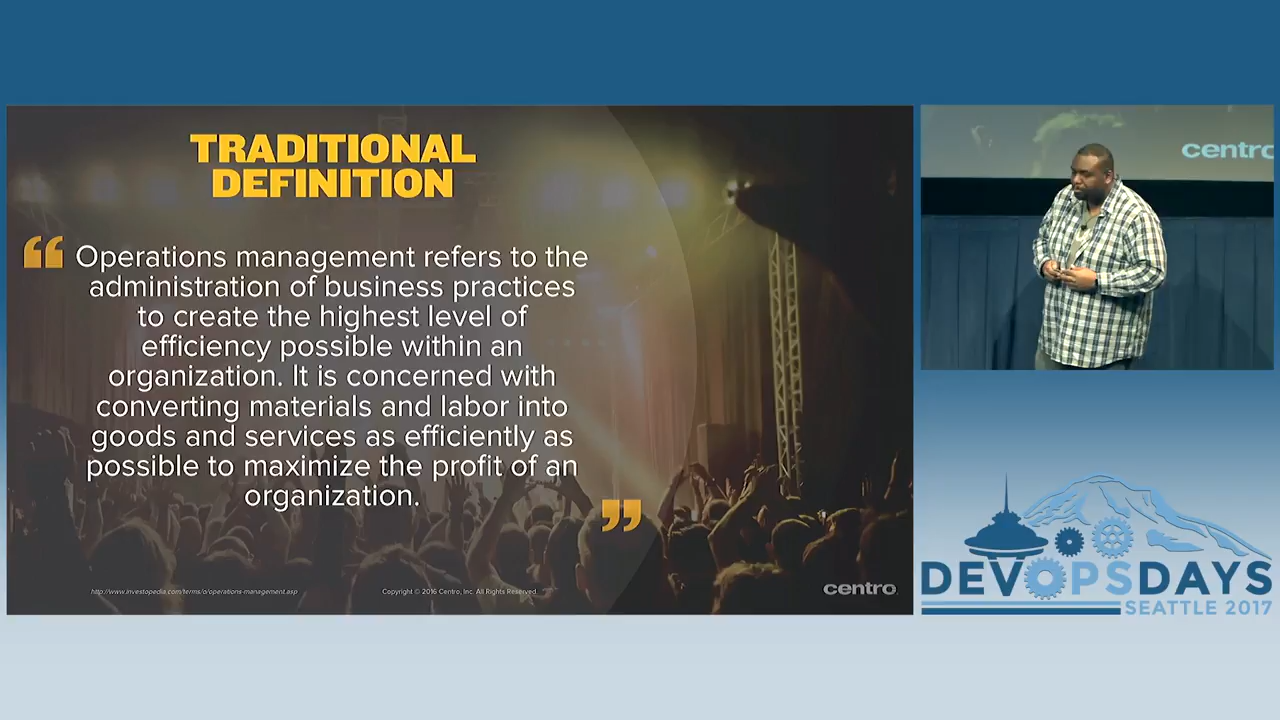 TRADITIONAL
DEFINITION
“ Operations management refers to the
administration of business practices
to create the highest level of
efficiency possible within an
organization. It is concerned with
converting materials and labor into
goods and services as efficiently as
possible to maximize the profit of an
organization. ”
http://www.investopedia.com/terms/o/operations-management.asp
Copyright © 2016 Centro, Inc. All Rights Reserved.
centro
centro
DEVOPSDAYS
SEATTLE 2017